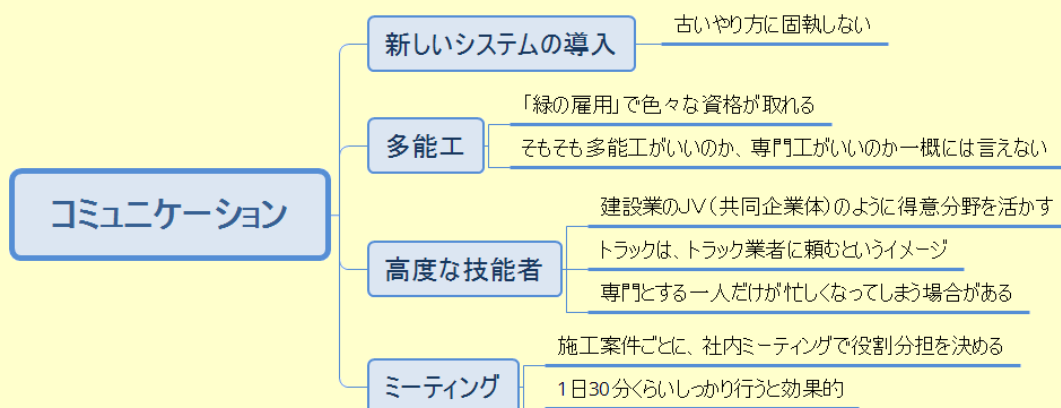 コミュニケーション
新しいシステムの導入
古いやり方に固執しない
多能工
「緑の雇用」で色々な資格が取れる
そもそも多能工がいいのか、専門工がいいのか一概には言えない
高度な技能者
建設業のJV(共同企業体)のように得意分野を活かす
トラックは、トラック業者に頼むというイメージ
専門とする一人だけが忙しくなってしまう場合がある
ミーティング
施工案件ごとに、社内ミーティングで役割分担を決める
1日30分くらいしっかり行うと効果的